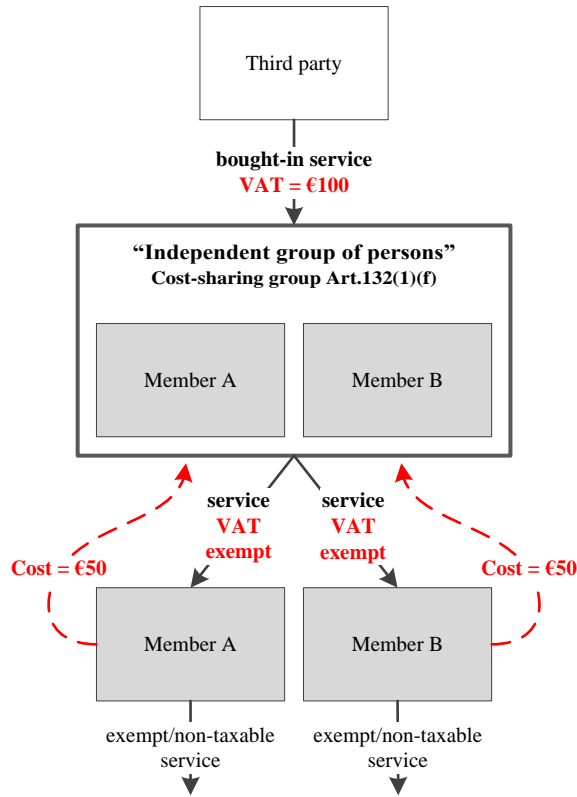 Third party
bought-in service
VAT = €100
“Independent group of persons”
Cost-sharing group Art.132(1)(f)
Member A
Member B
service
VAT
exempt
service
VAT
exempt
Cost = €50
Cost = €50
Member A
Member B
exempt/non-taxable
service
exempt/non-taxable
service